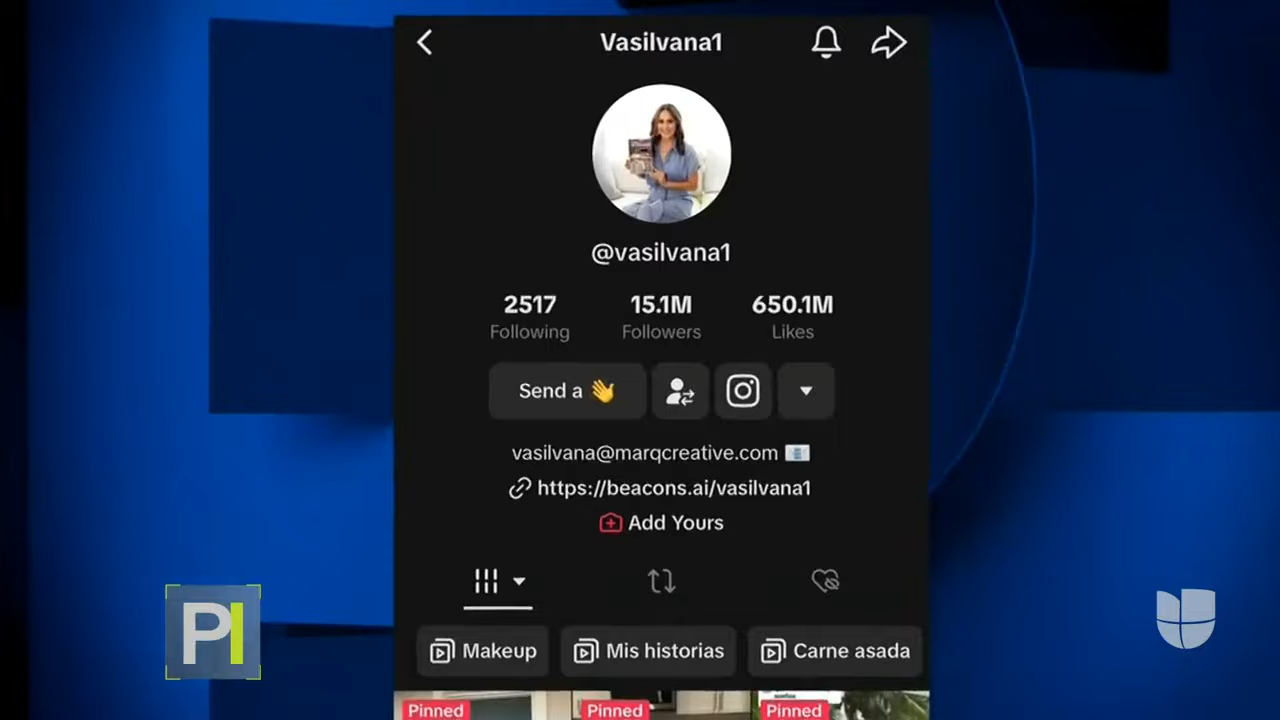 Vasilvana1
@vasilvana1
2517 15.1M 650.1M
Following Followers Likes
Send a 👋
vasilvana@marqcreative.com 📧
https://beacons.ai/vasilvana1
Add Yours
Makeup Mis historias Carne asada
Pinned Pinned Pinned
PI